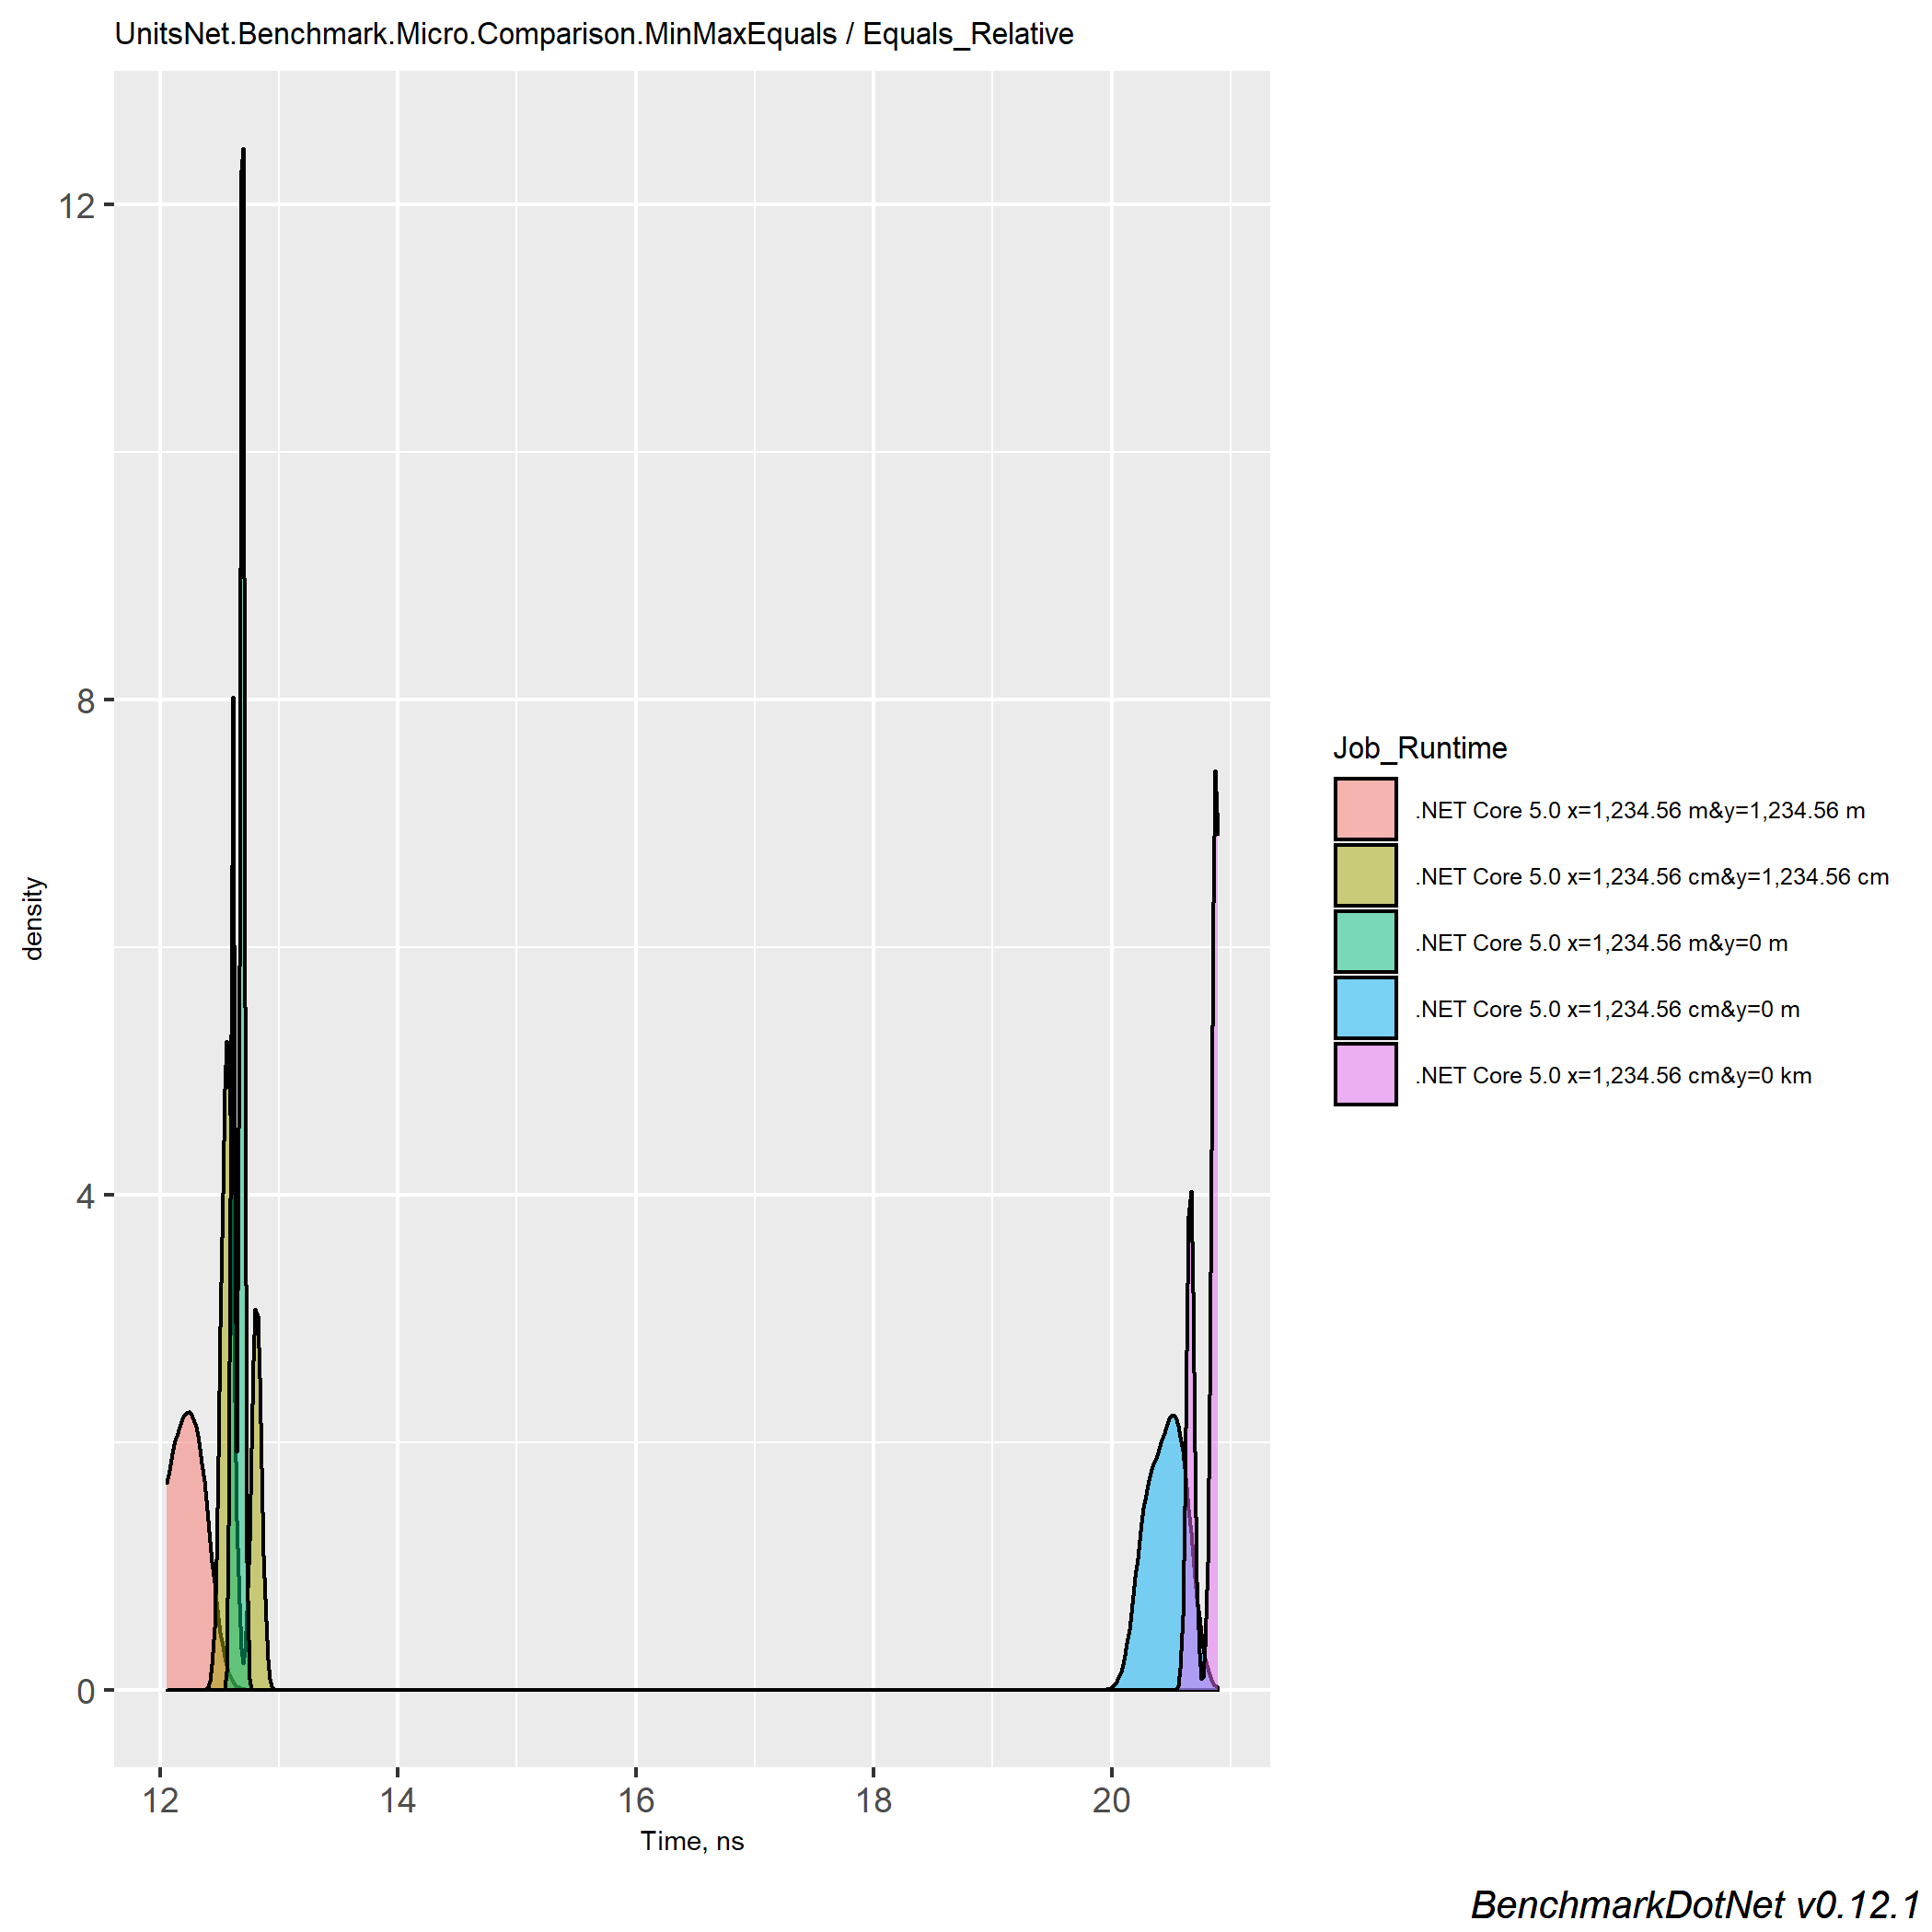 UnitsNet.Benchmark.Micro.Comparison.MinMaxEquals / Equals_Relative
12
8
4
0
density
12 14 16 18 20
Time, ns
Job_Runtime
.NET Core 5.0 x=1,234.56 m&y=1,234.56 m
.NET Core 5.0 x=1,234.56 cm&y=1,234.56 cm
.NET Core 5.0 x=1,234.56 m&y=0 m
.NET Core 5.0 x=1,234.56 cm&y=0 m
.NET Core 5.0 x=1,234.56 cm&y=0 km
BenchmarkDotNet v0.12.1